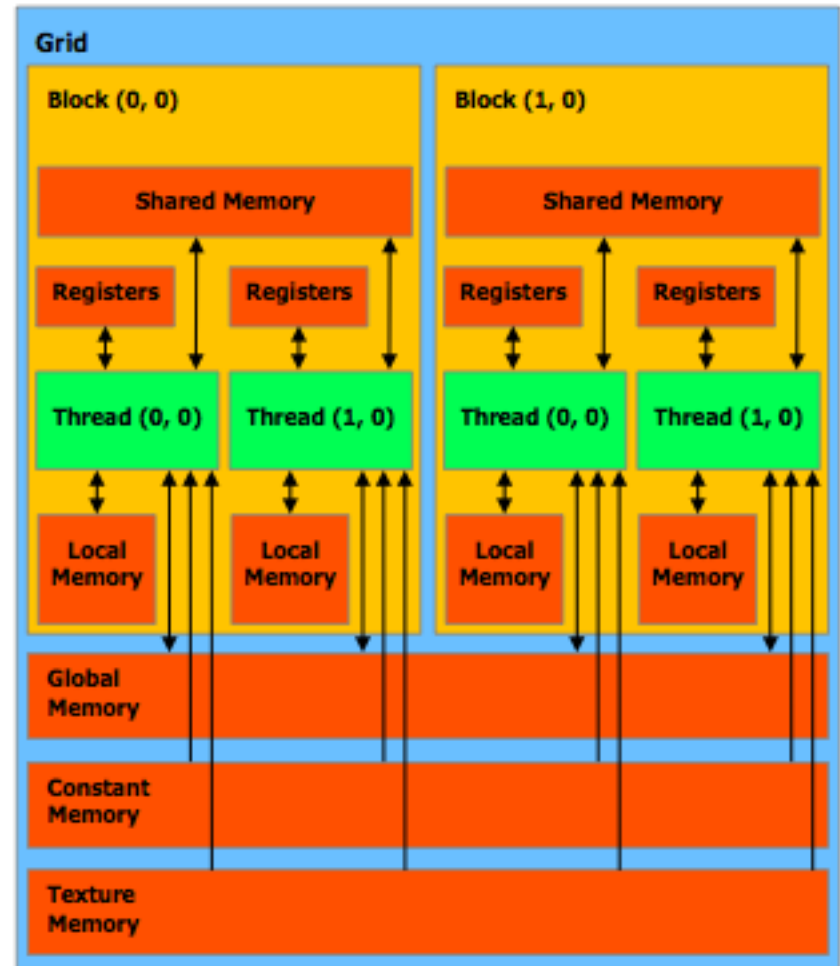 Grid
Block (0, 0)
Block (1, 0)
Shared Memory
Shared Memory
Registers
Registers
Registers
Registers
Thread (0, 0)
Thread (1, 0)
Thread (0, 0)
Thread (1, 0)
Local
Memory
Local
Memory
Local
Memory
Local
Memory
Global
Memory
Constant
Memory
Texture
Memory